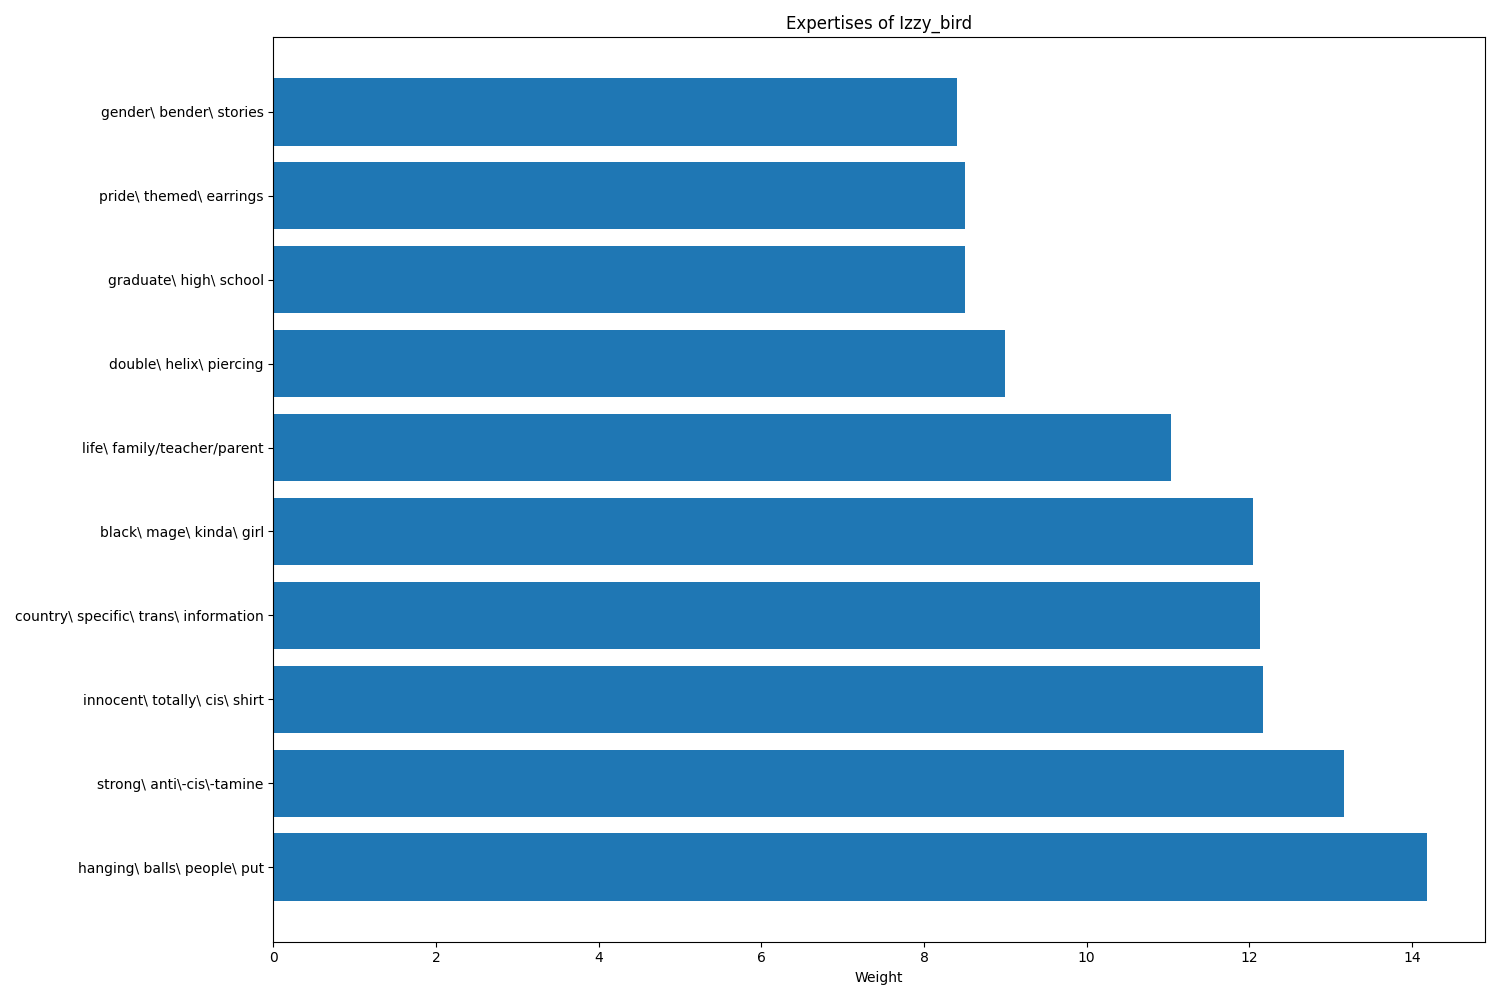 Expertises of Izzy_bird
gender\ bender\ stories
pride\ themed\ earrings
graduate\ high\ school
double\ helix\ piercing
life\ family/teacher/parent
black\ mage\ kinda\ girl
country\ specific\ trans\ information
innocent\ totally\ cis\ shirt
strong\ anti\-cis\-tamine
hanging\ balls\ people\ put
0 2 4 6 8 10 12 14
Weight